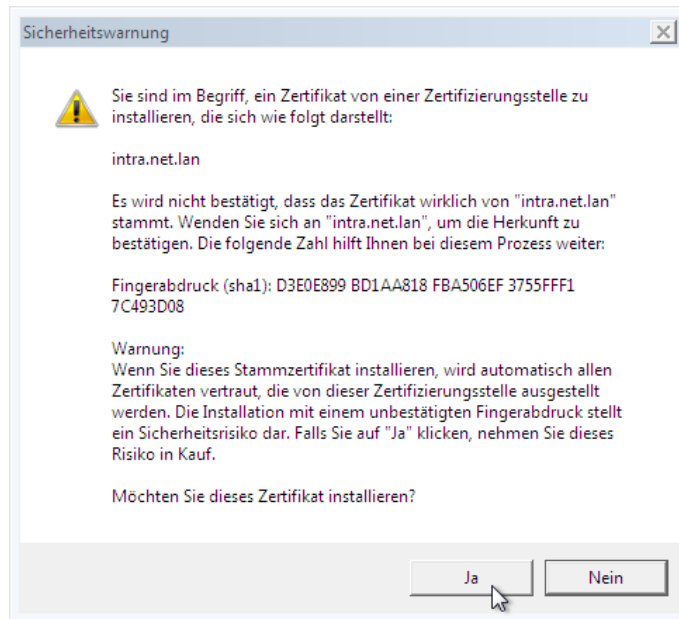 Sicherheitswarnung
Sie sind im Begriff, ein Zertifikat von einer Zertifizierungsstelle zu
installieren, die sich wie folgt darstellt:
intra.net.lan
Es wird nicht bestätigt, dass das Zertifikat wirklich von "intra.net.lan"
stammt. Wenden Sie sich an "intra.net.lan", um die Herkunft zu
bestätigen. Die folgende Zahl hilft Ihnen bei diesem Prozess weiter:
Fingerabdruck (sha1): D3E0E899 BD1AA818 FBA506EF 3755FFF1
7C493D08
Warnung:
Wenn Sie dieses Stammzertifikat installieren, wird automatisch allen
Zertifikaten vertraut, die von dieser Zertifizierungsstelle ausgestellt
werden. Die Installation mit einem unbestätigten Fingerabdruck stellt
ein Sicherheitsrisiko dar. Falls Sie auf "Ja" klicken, nehmen Sie dieses
Risiko in Kauf.
Möchten Sie dieses Zertifikat installieren?
Ja
Nein